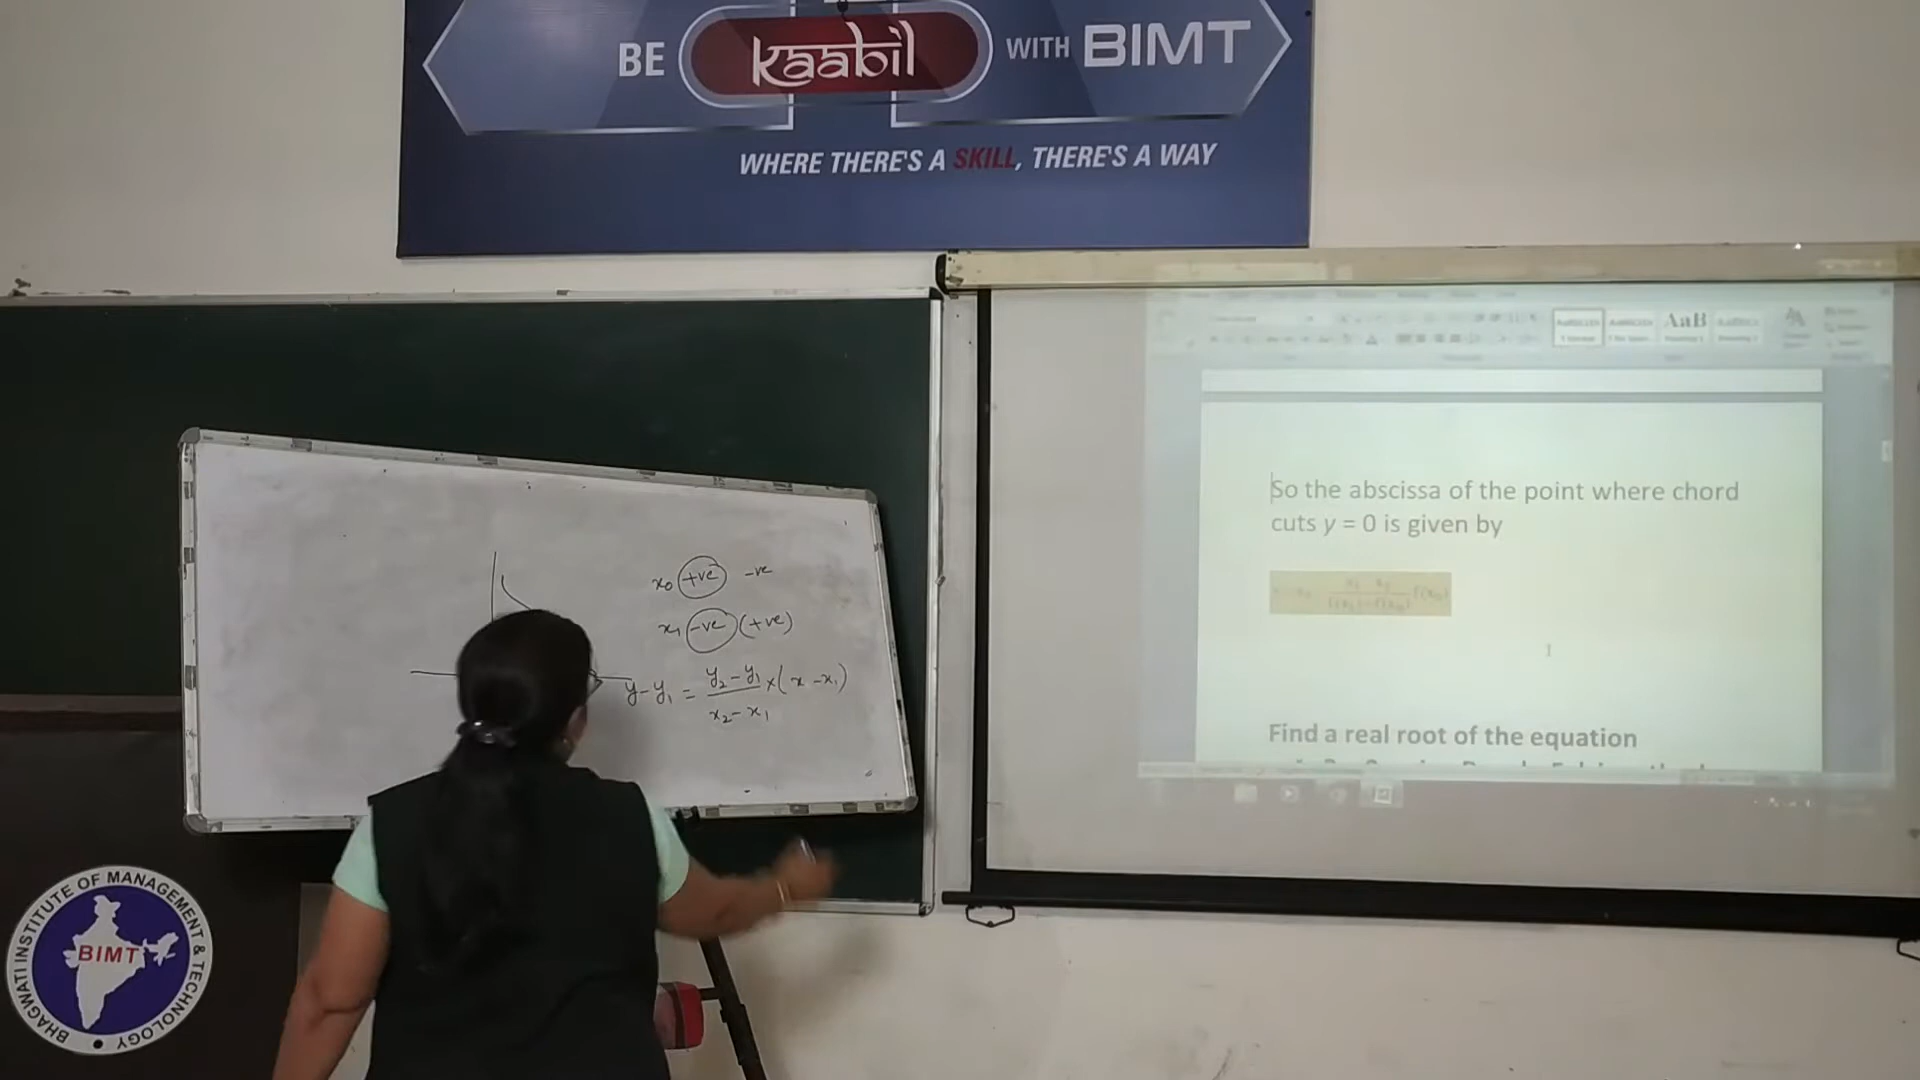 BE kaabil WITH BIMT
WHERE THERE'S A SKILL, THERE'S A WAY
x₀ +ve -ve
x₁ -ve (+ve)
y-y₁ = y₂-y₁ / x₂-x₁ ×(x-x₁)
AaB
So the abscissa of the point where chord
cuts y = 0 is given by
Find a real root of the equation
BHAGWATI INSTITUTE OF MANAGEMENT & TECHNOLOGY
BIMT